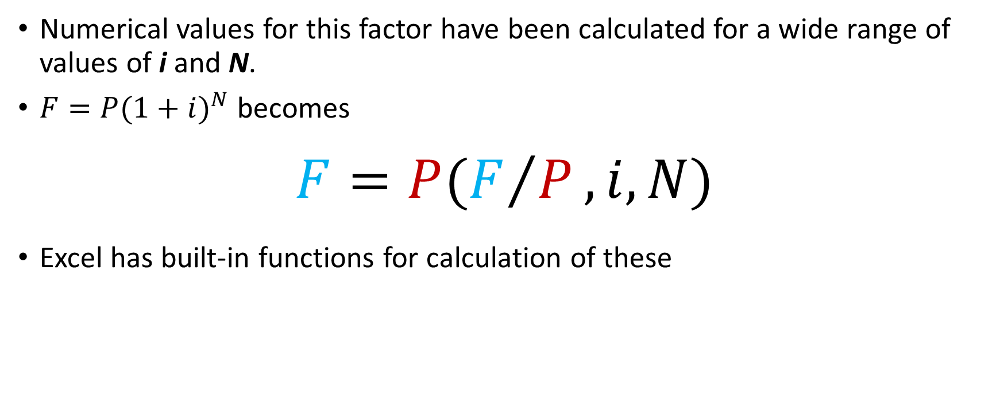 • Numerical values for this factor have been calculated for a wide range of
values of i and N.
• F = P(1 + i)^N becomes
F = P(F/P , i, N)
• Excel has built-in functions for calculation of these